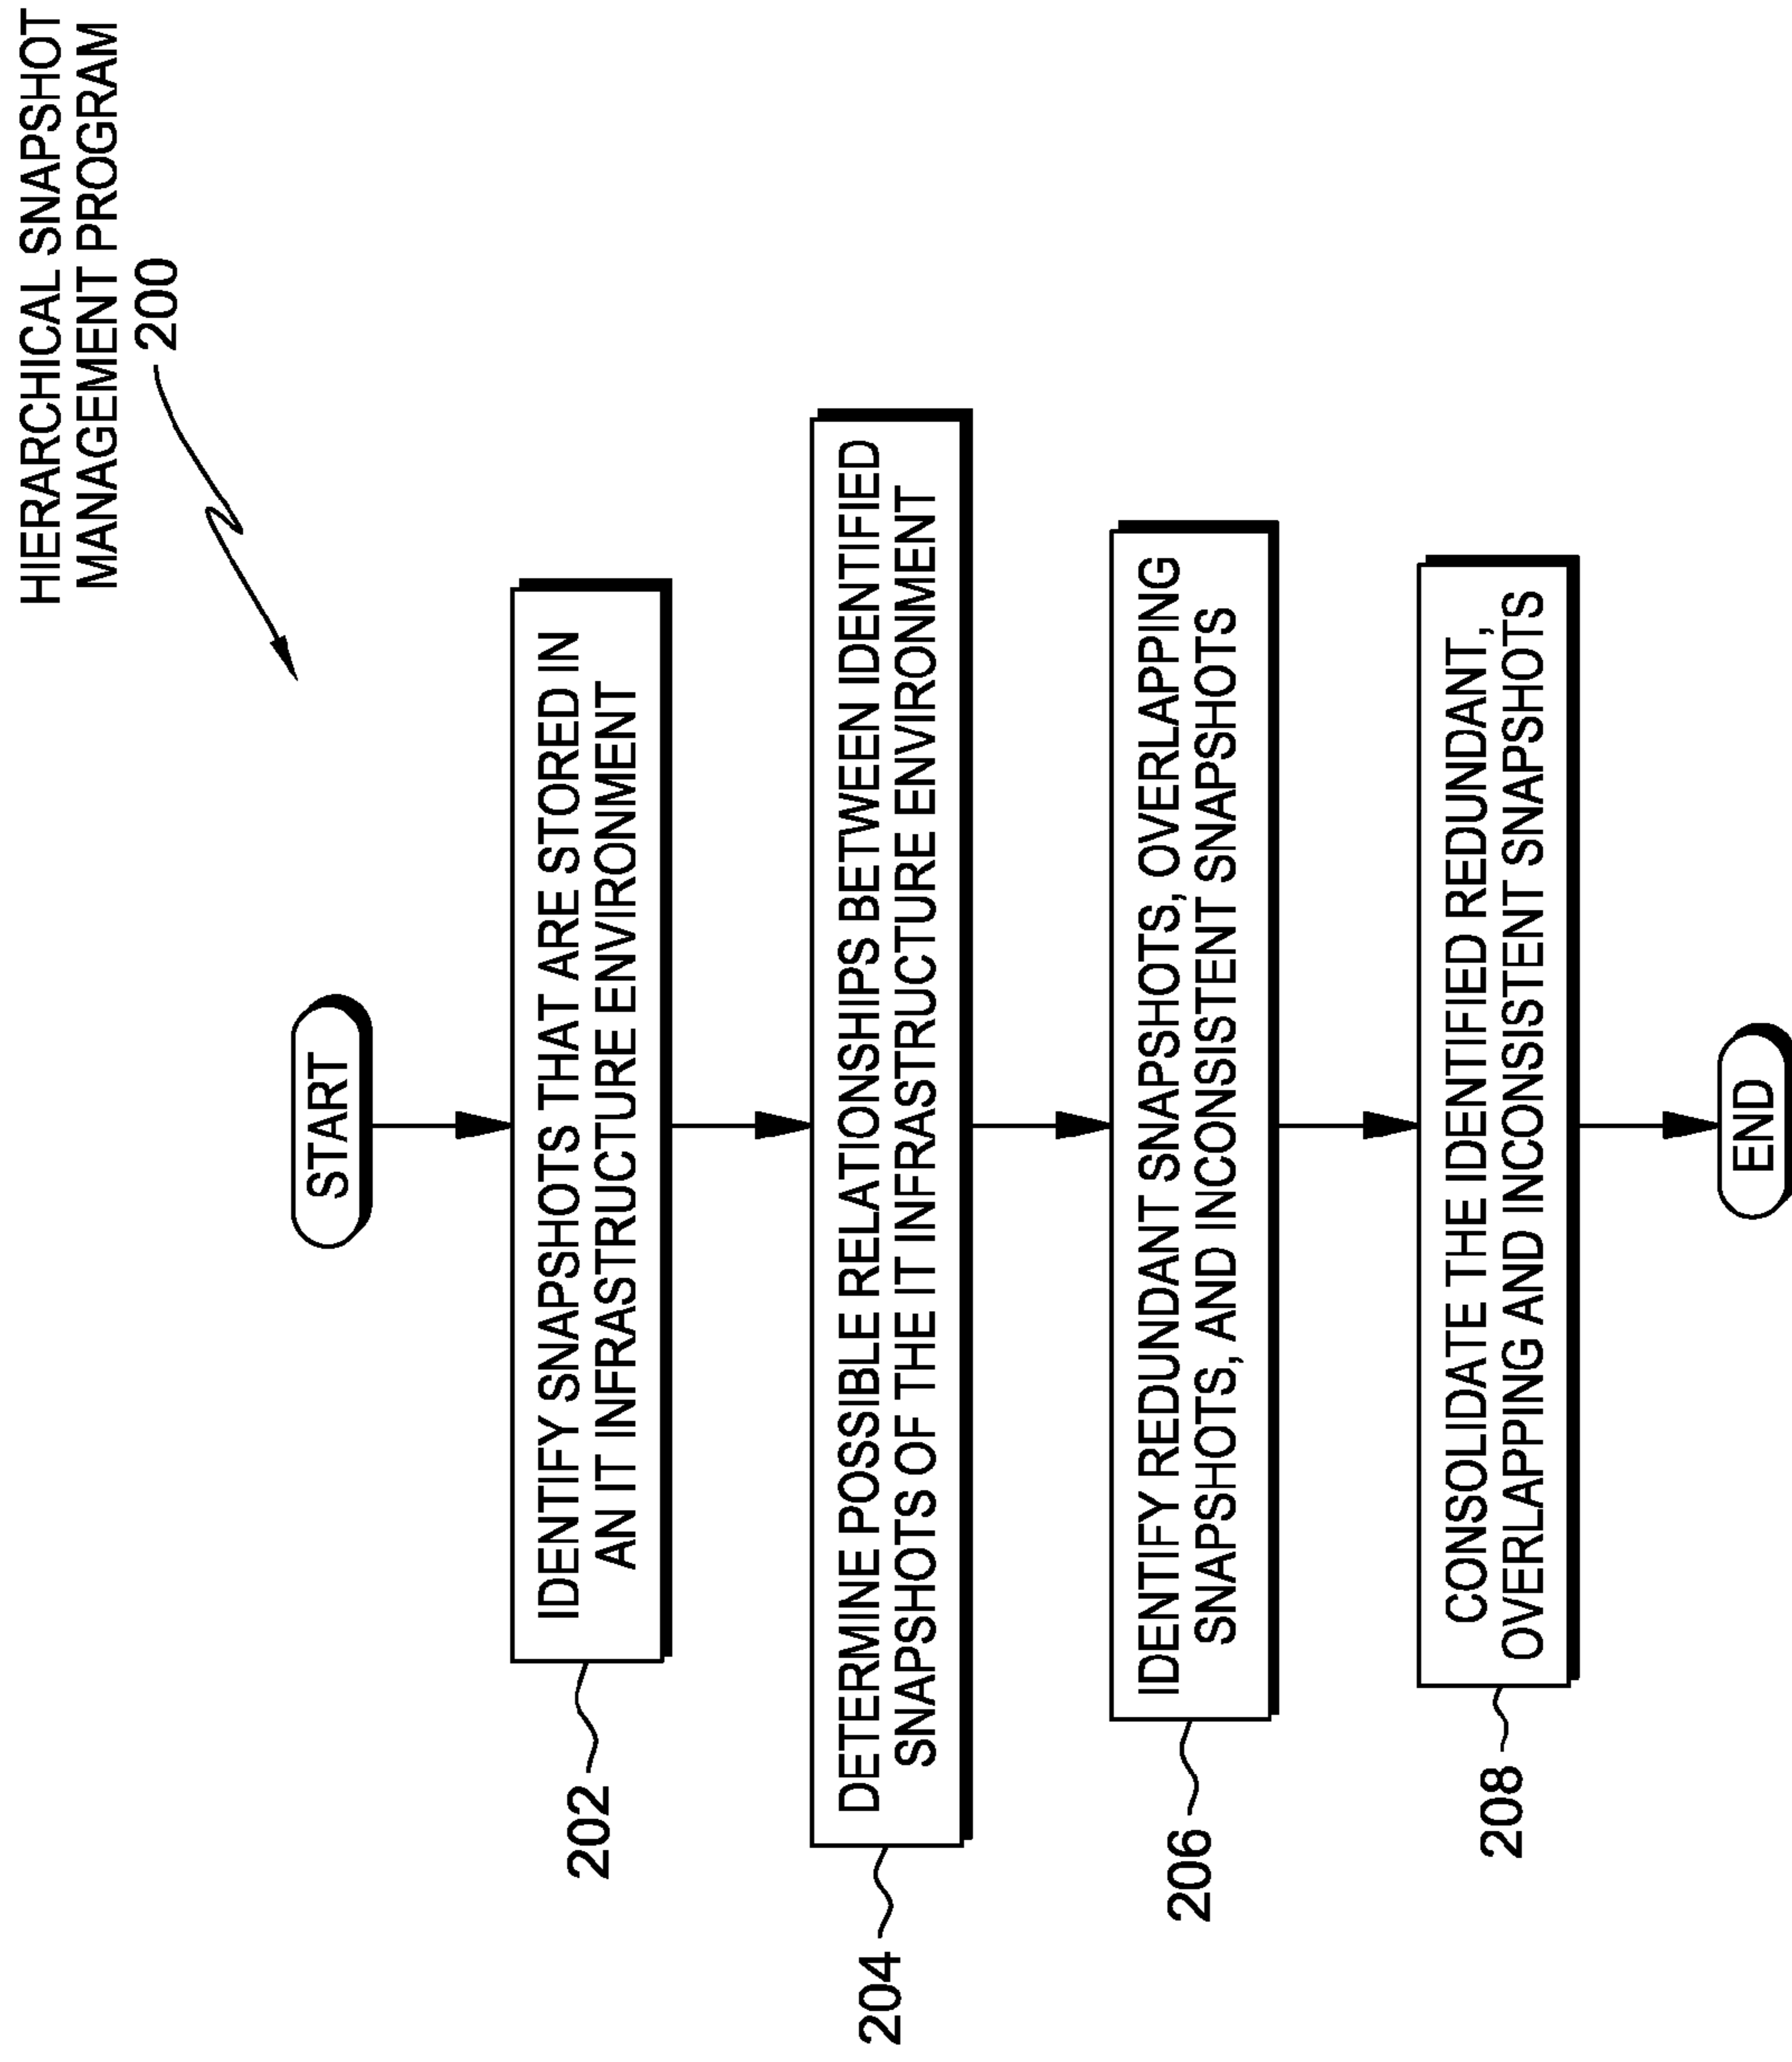 HIERARCHICAL SNAPSHOT
MANAGEMENT PROGRAM
200
START
202
IDENTIFY SNAPSHOTS THAT ARE STORED IN
AN IT INFRASTRUCTURE ENVIRONMENT
204
DETERMINE POSSIBLE RELATIONSHIPS BETWEEN IDENTIFIED
SNAPSHOTS OF THE IT INFRASTRUCTURE ENVIRONMENT
206
IDENTIFY REDUNDANT SNAPSHOTS, OVERLAPPING
SNAPSHOTS, AND INCONSISTENT SNAPSHOTS
208
CONSOLIDATE THE IDENTIFIED REDUNDANT,
OVERLAPPING AND INCONSISTENT SNAPSHOTS
END